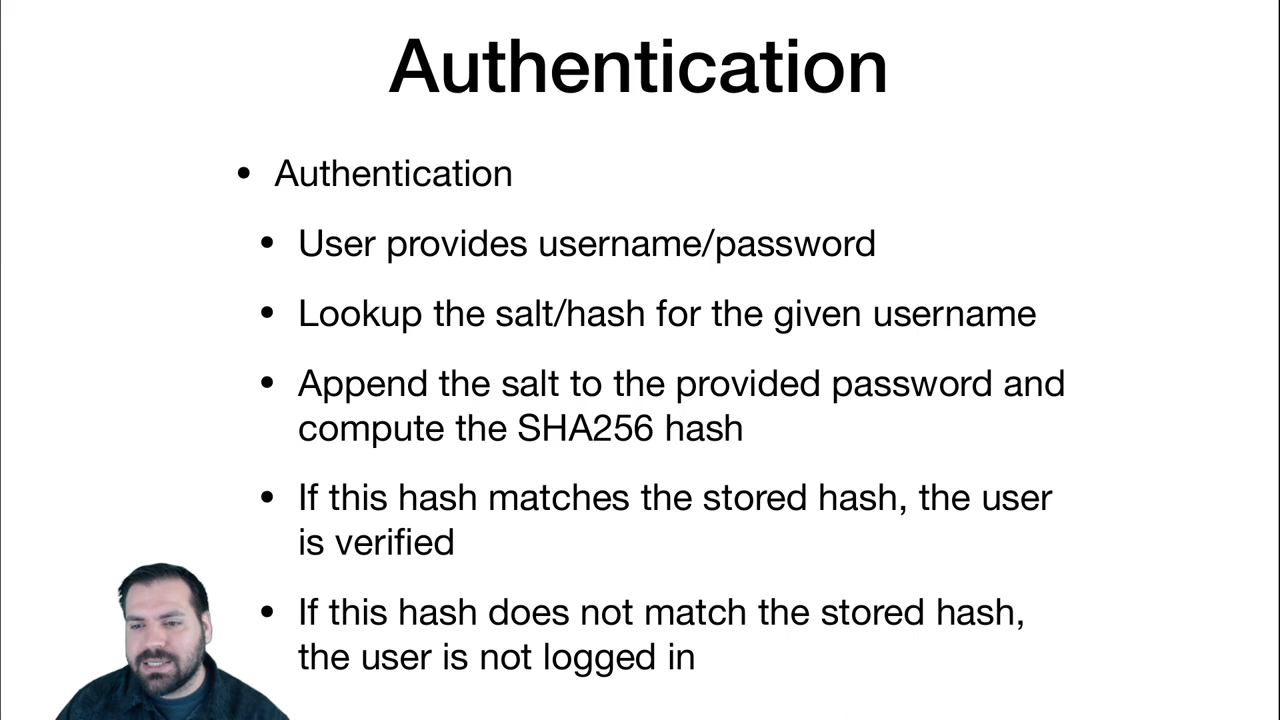 Authentication
• Authentication
• User provides username/password
• Lookup the salt/hash for the given username
• Append the salt to the provided password and
compute the SHA256 hash
• If this hash matches the stored hash, the user
is verified
• If this hash does not match the stored hash,
the user is not logged in